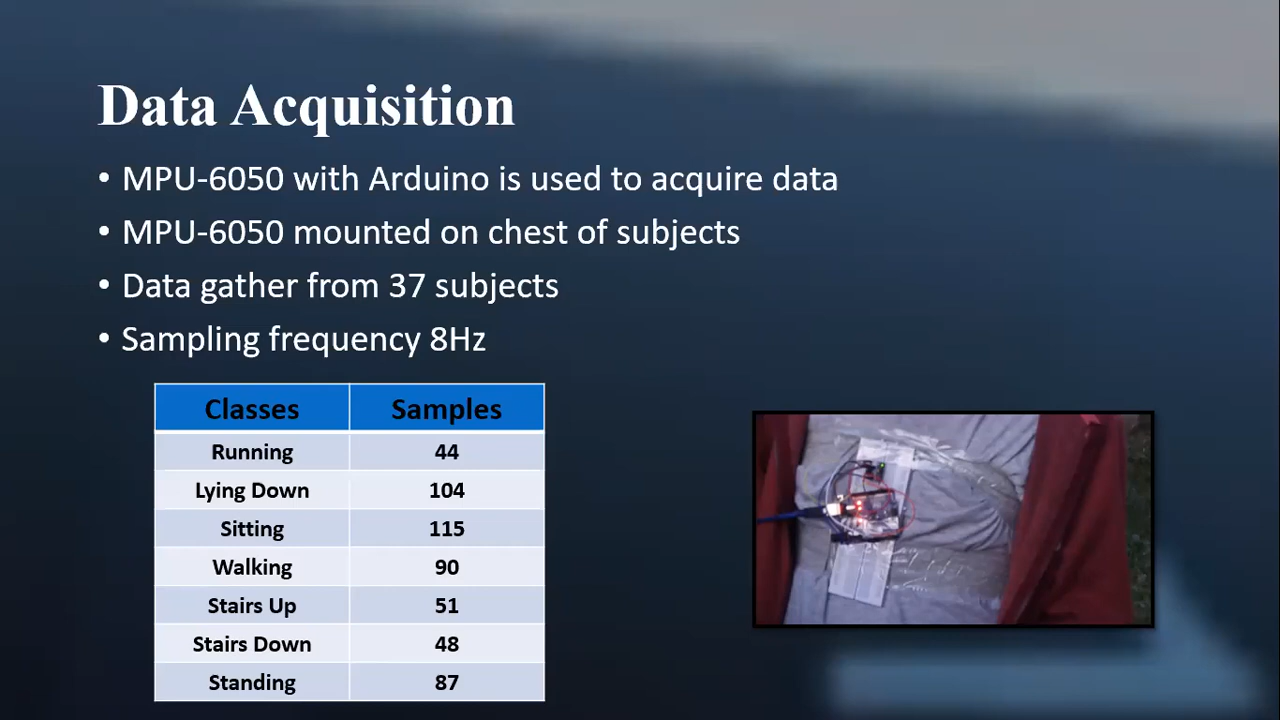 Data Acquisition
• MPU-6050 with Arduino is used to acquire data
• MPU-6050 mounted on chest of subjects
• Data gather from 37 subjects
• Sampling frequency 8Hz
Classes Samples
Running 44
Lying Down 104
Sitting 115
Walking 90
Stairs Up 51
Stairs Down 48
Standing 87